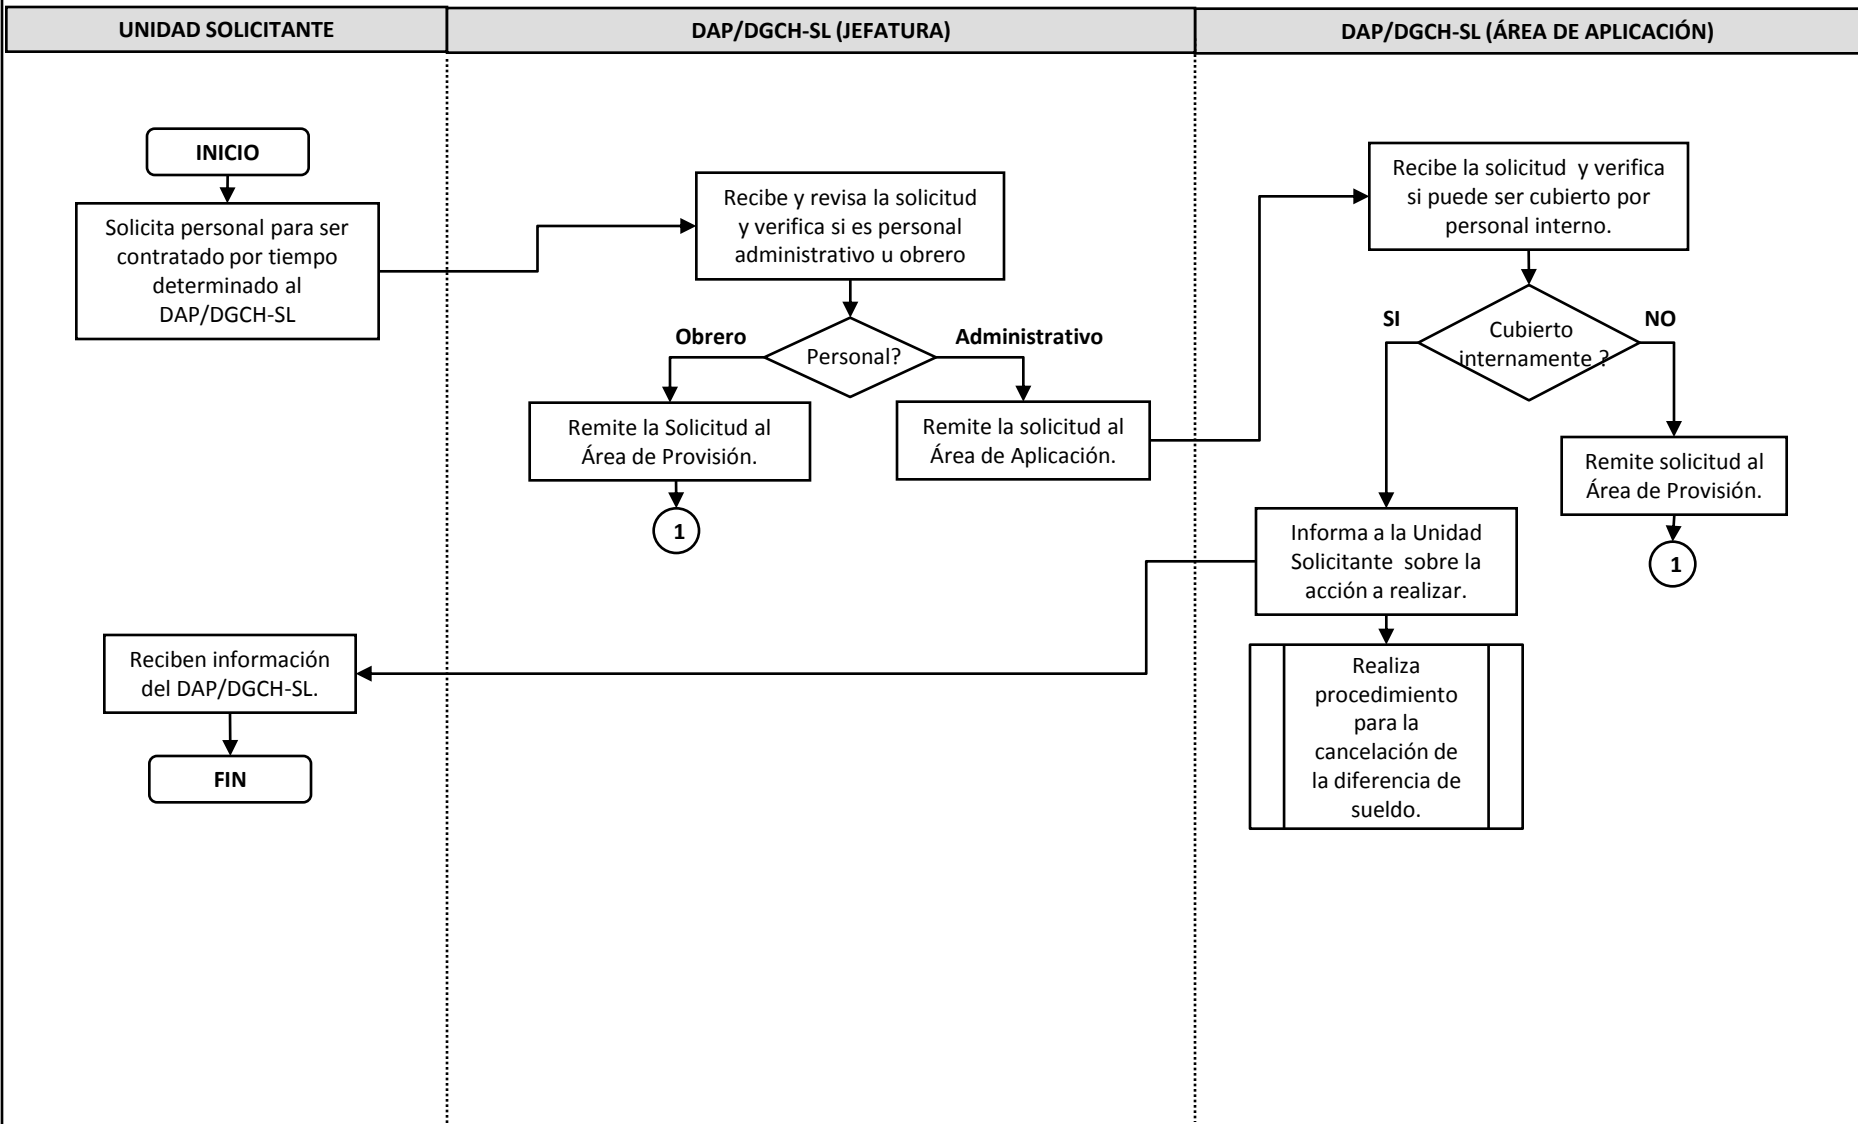 UNIDAD SOLICITANTE
DAP/DGCH-SL (JEFATURA)
DAP/DGCH-SL (ÁREA DE APLICACIÓN)
INICIO
Solicita personal para ser
contratado por tiempo
determinado al
DAP/DGCH-SL
Recibe y revisa la solicitud
y verifica si es personal
administrativo u obrero
Personal?
Obrero
Administrativo
Remite la Solicitud al
Área de Provisión.
1
Remite la solicitud al
Área de Aplicación.
Recibe la solicitud y verifica
si puede ser cubierto por
personal interno.
Cubierto
internamente ?
SI
NO
Remite solicitud al
Área de Provisión.
1
Informa a la Unidad
Solicitante sobre la
acción a realizar.
Realiza
procedimiento
para la
cancelación de
la diferencia de
sueldo.
Reciben información
del DAP/DGCH-SL.
FIN